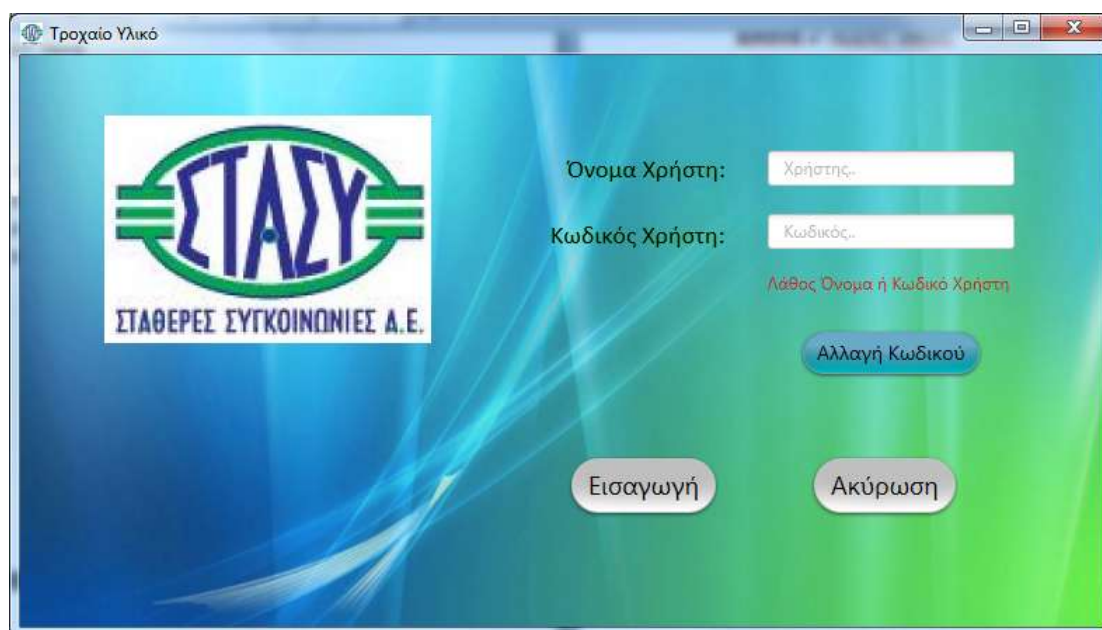 Τροχαίο Υλικό
ΣΤΑΣΥ
ΣΤΑΘΕΡΕΣ ΣΥΓΚΟΙΝΩΝΙΕΣ Α.Ε.
Όνομα Χρήστη:
Χρήστης..
Κωδικός Χρήστη:
Κωδικός..
Λάθος Όνομα ή Κωδικό Χρήστη
Αλλαγή Κωδικού
Εισαγωγή
Ακύρωση